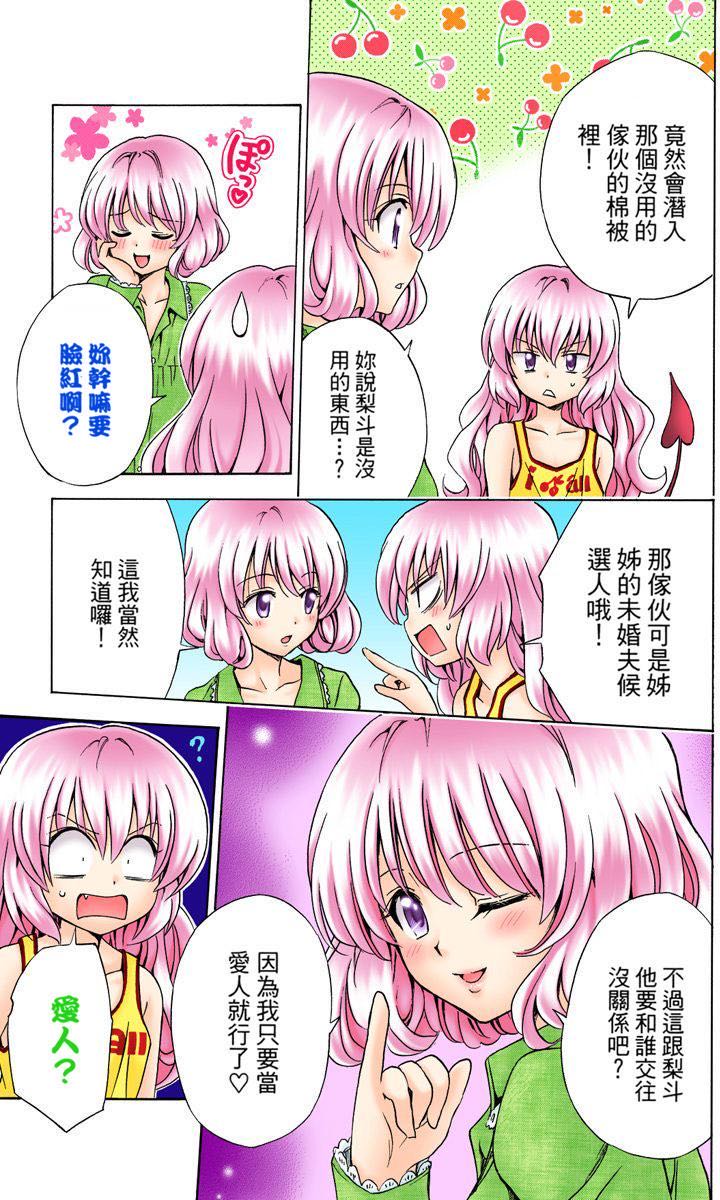 竟然會潛入
那個沒用的
傢伙的棉被
裡！
妳說梨斗是沒
用的東西…？
ぽっ♡
妳幹嘛要
臉紅啊？
那傢伙可是姊
姊的未婚夫候
選人哦！
這我當然
知道囉！
不過這跟梨斗
他要和誰交往
沒關係吧？
因為我只要當
愛人就行了♡
？
愛人？